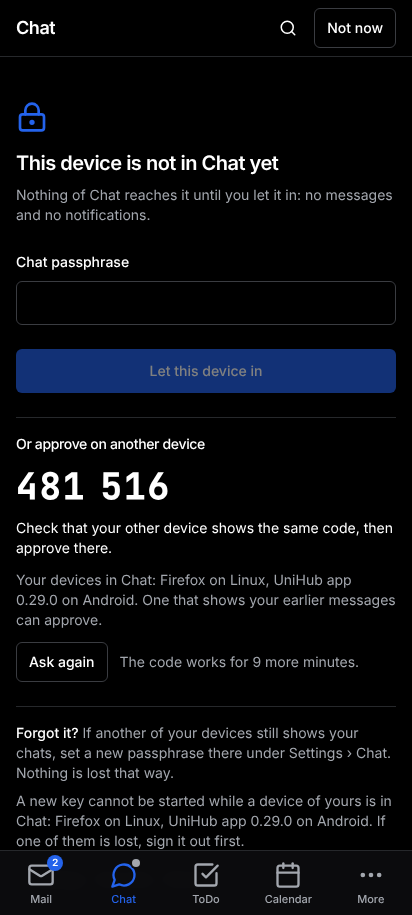 Chat
Not now
This device is not in Chat yet
Nothing of Chat reaches it until you let it in: no messages
and no notifications.
Chat passphrase
Let this device in
Or approve on another device
481 516
Check that your other device shows the same code, then
approve there.
Your devices in Chat: Firefox on Linux, UniHub app
0.29.0 on Android. One that shows your earlier messages
can approve.
Ask again
The code works for 9 more minutes.
Forgot it? If another of your devices still shows your
chats, set a new passphrase there under Settings › Chat.
Nothing is lost that way.
A new key cannot be started while a device of yours is in
Chat: Firefox on Linux, UniHub app 0.29.0 on Android. If
one of them is lost, sign it out first.
2
Mail
Chat
ToDo
Calendar
More